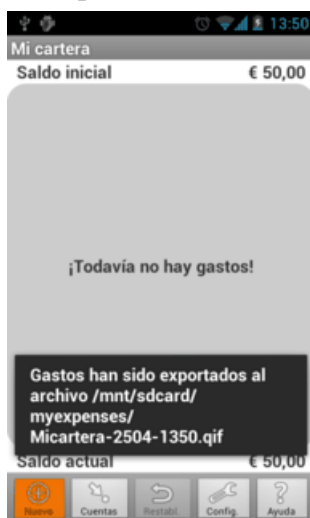 13:50
Mi cartera
Saldo inicial € 50,00
¡Todavía no hay gastos!
Gastos han sido exportados al
archivo /mnt/sdcard/
myexpenses/
Micartera-2504-1350.qif
Saldo actual € 50,00
Nuevo Cuentas Restabl. Config. Ayuda